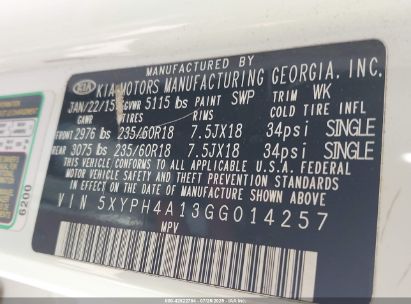 MANUFACTURED BY
KIA KIA MOTORS MANUFACTURING GEORGIA, INC.
JAN/22/15 GVWR 5115 lbs PAINT SWP TRIM WK
GAWR TIRES RIMS COLD TIRE INFL
FRONT 2976 lbs 235/60R18 7.5JX18 34psi SINGLE
REAR 3075 lbs 235/60R18 7.5JX18 34psi SINGLE
THIS VEHICLE CONFORMS TO ALL APPLICABLE U.S.A. FEDERAL
MOTOR VEHICLE SAFETY, BUMPER, AND THEFT PREVENTION STANDARDS
IN EFFECT ON THE DATE OF MANUFACTURE SHOWN ABOVE
VIN 5XYPH4A13GG014257
MPV
6200